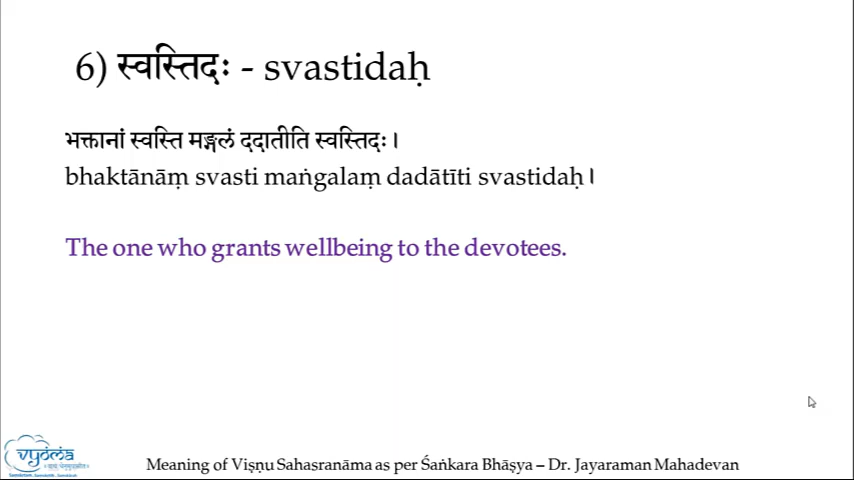 6) स्वस्तिदः - svastidaḥ
भक्तानां स्वस्ति मङ्गलं ददातीति स्वस्तिदः ।
bhaktānāṃ svasti maṅgalaṃ dadātīti svastidaḥ ।
The one who grants wellbeing to the devotees.
vyoma
Meaning of Viṣṇu Sahasranāma as per Śaṅkara Bhāṣya – Dr. Jayaraman Mahadevan